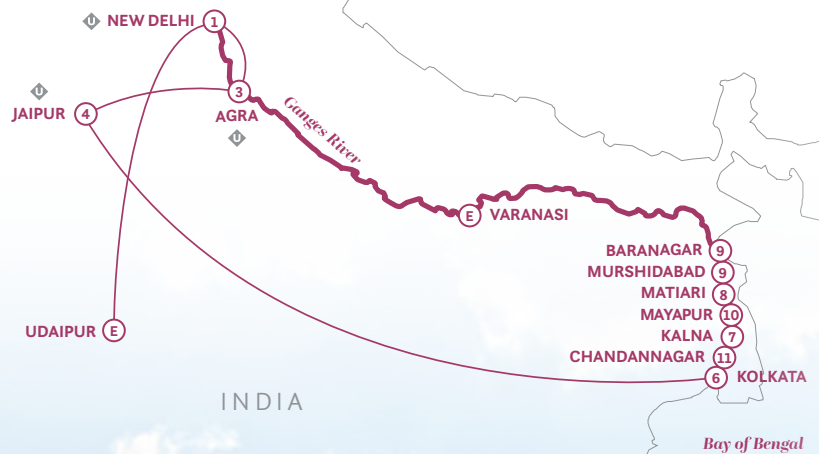 U NEW DELHI 1
U
JAIPUR 4
3
AGRA
U
Ganges River
E VARANASI
BARANAGAR 9
MURSHIDABAD 9
MATIARI 8
MAYAPUR 10
UDAIPUR E
KALNA 7
CHANDANNAGAR 11
6 KOLKATA
INDIA
Bay of Bengal